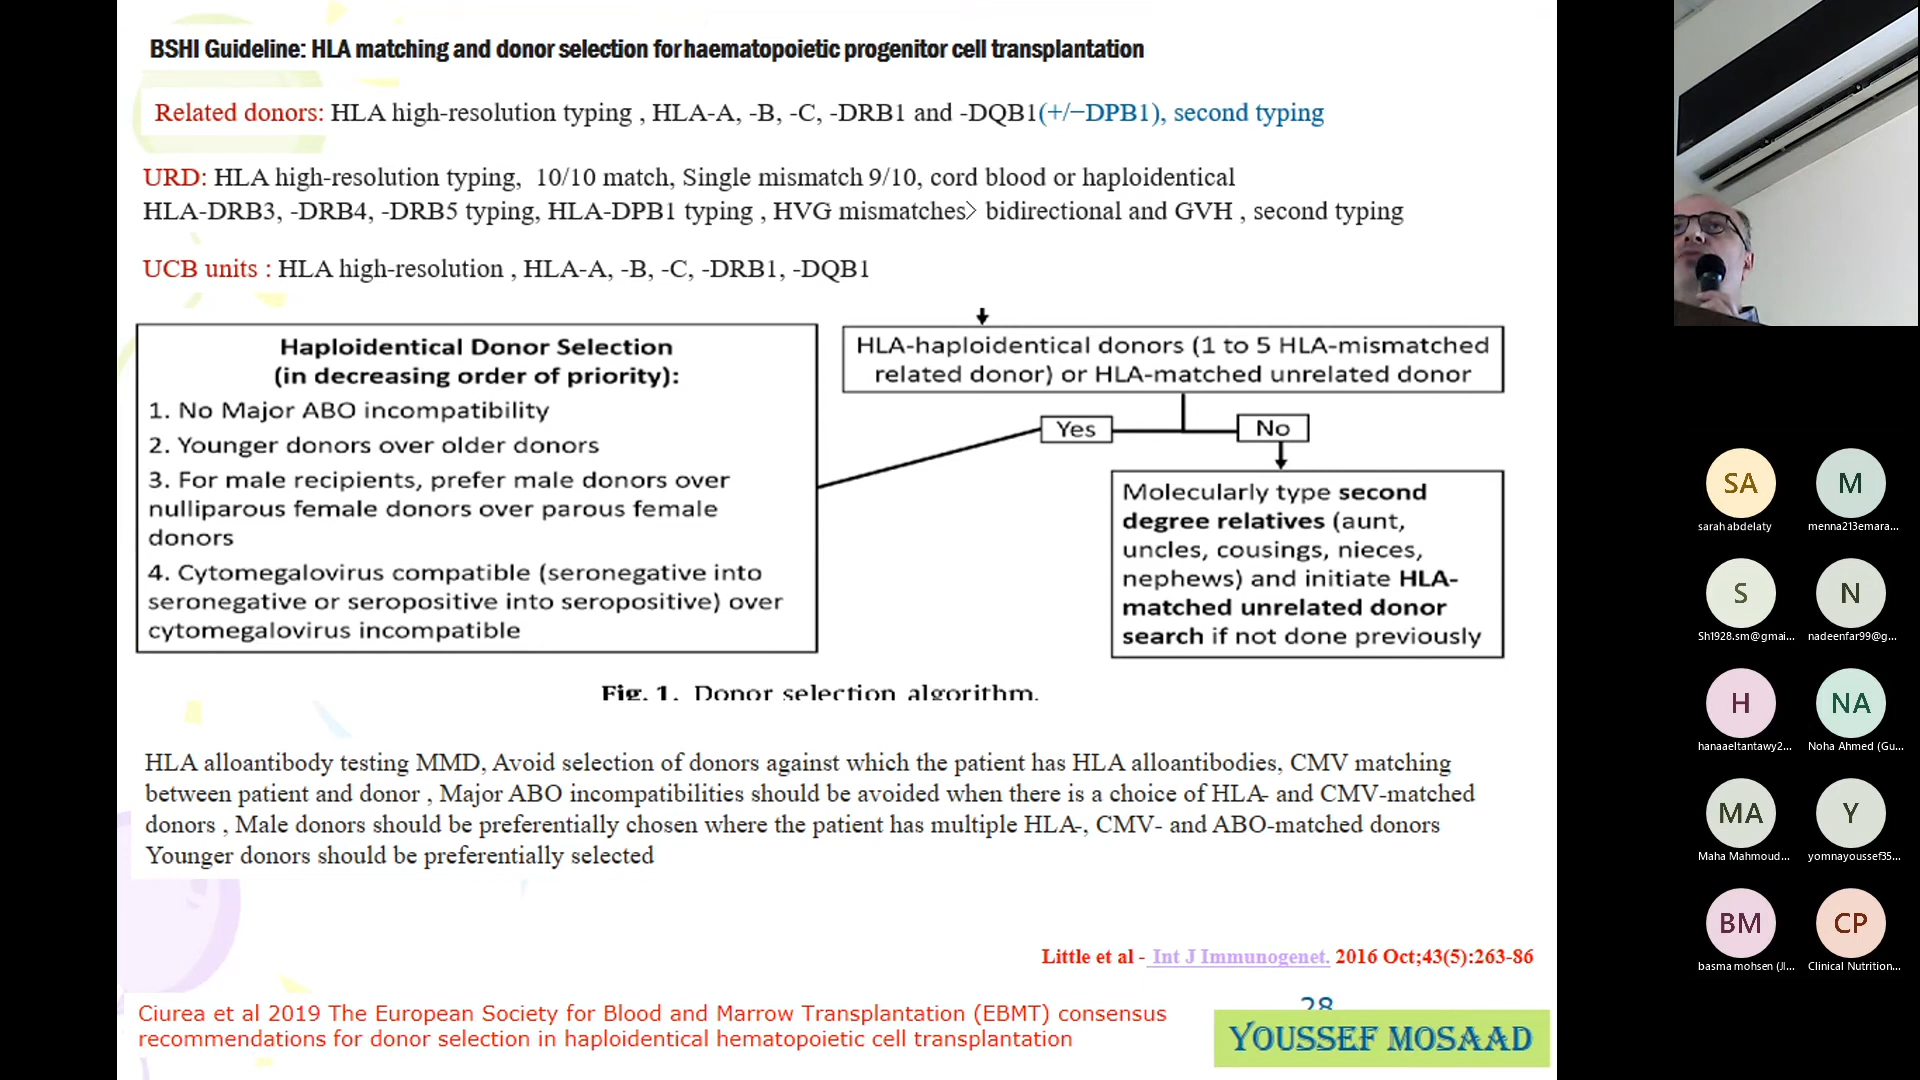 BSHI Guideline: HLA matching and donor selection for haematopoietic progenitor cell transplantation
Related donors: HLA high-resolution typing , HLA-A, -B, -C, -DRB1 and -DQB1(+/−DPB1), second typing
URD: HLA high-resolution typing, 10/10 match, Single mismatch 9/10, cord blood or haploidentical
HLA-DRB3, -DRB4, -DRB5 typing, HLA-DPB1 typing , HVG mismatches> bidirectional and GVH , second typing
UCB units : HLA high-resolution , HLA-A, -B, -C, -DRB1, -DQB1
Haploidentical Donor Selection
(in decreasing order of priority):
1. No Major ABO incompatibility
2. Younger donors over older donors
3. For male recipients, prefer male donors over
nulliparous female donors over parous female
donors
4. Cytomegalovirus compatible (seronegative into
seronegative or seropositive into seropositive) over
cytomegalovirus incompatible
HLA-haploidentical donors (1 to 5 HLA-mismatched
related donor) or HLA-matched unrelated donor
Yes
No
Molecularly type second
degree relatives (aunt,
uncles, cousings, nieces,
nephews) and initiate HLA-
matched unrelated donor
search if not done previously
Fig. 1. Donor selection algorithm.
HLA alloantibody testing MMD, Avoid selection of donors against which the patient has HLA alloantibodies, CMV matching
between patient and donor , Major ABO incompatibilities should be avoided when there is a choice of HLA- and CMV-matched
donors , Male donors should be preferentially chosen where the patient has multiple HLA-, CMV- and ABO-matched donors
Younger donors should be preferentially selected
Little et al - Int J Immunogenet. 2016 Oct;43(5):263-86
Ciurea et al 2019 The European Society for Blood and Marrow Transplantation (EBMT) consensus
recommendations for donor selection in haploidentical hematopoietic cell transplantation
28
YOUSSEF MOSAAD
SA
sarah abdelaty
M
menna213emara...
S
Sh1928.sm@gmai...
N
nadeenfar99@g...
H
hanaaeltantawy2...
NA
Noha Ahmed (Gu...
MA
Maha Mahmoud...
Y
yomnayoussef35...
BM
basma mohsen (JI...
CP
Clinical Nutrition...